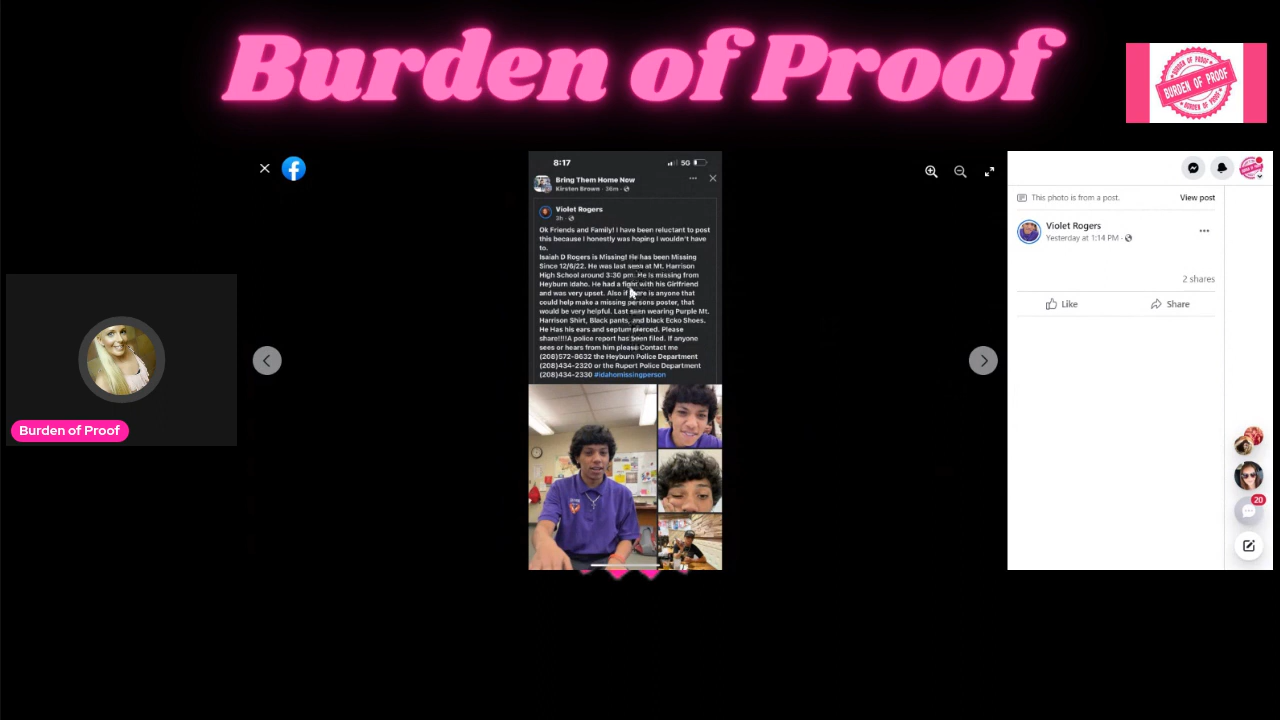 Burden of Proof
BURDEN OF PROOF
BURDEN OF PROOF
BURDEN OF PROOF
8:17
5G
Bring Them Home Now
Kirsten Brown · 36m ·
Violet Rogers
3h ·
Ok Friends and Family! I have been reluctant to post
this because I honestly was hoping I wouldn't have
to.
Isaiah D Rogers is Missing! He has been Missing
Since 12/6/22. He was last seen at Mt. Harrison
High School around 3:30 pm. He is missing from
Heyburn Idaho. He had a fight with his Girlfriend
and was very upset. Also if there is anyone that
could help make a missing persons poster, that
would be very helpful. Last seen wearing Purple Mt.
Harrison Shirt, Black pants, and black Ecko Shoes.
He Has his ears and septum pierced. Please
share!!!!A police report has been filed. If anyone
sees or hears from him please Contact me
(208)572-8632 the Heyburn Police Department
(208)434-2320 or the Rupert Police Department
(208)434-2330 #idahomissingperson
This photo is from a post.
View post
Violet Rogers
Yesterday at 1:14 PM ·
2 shares
Like
Share
20
Burden of Proof